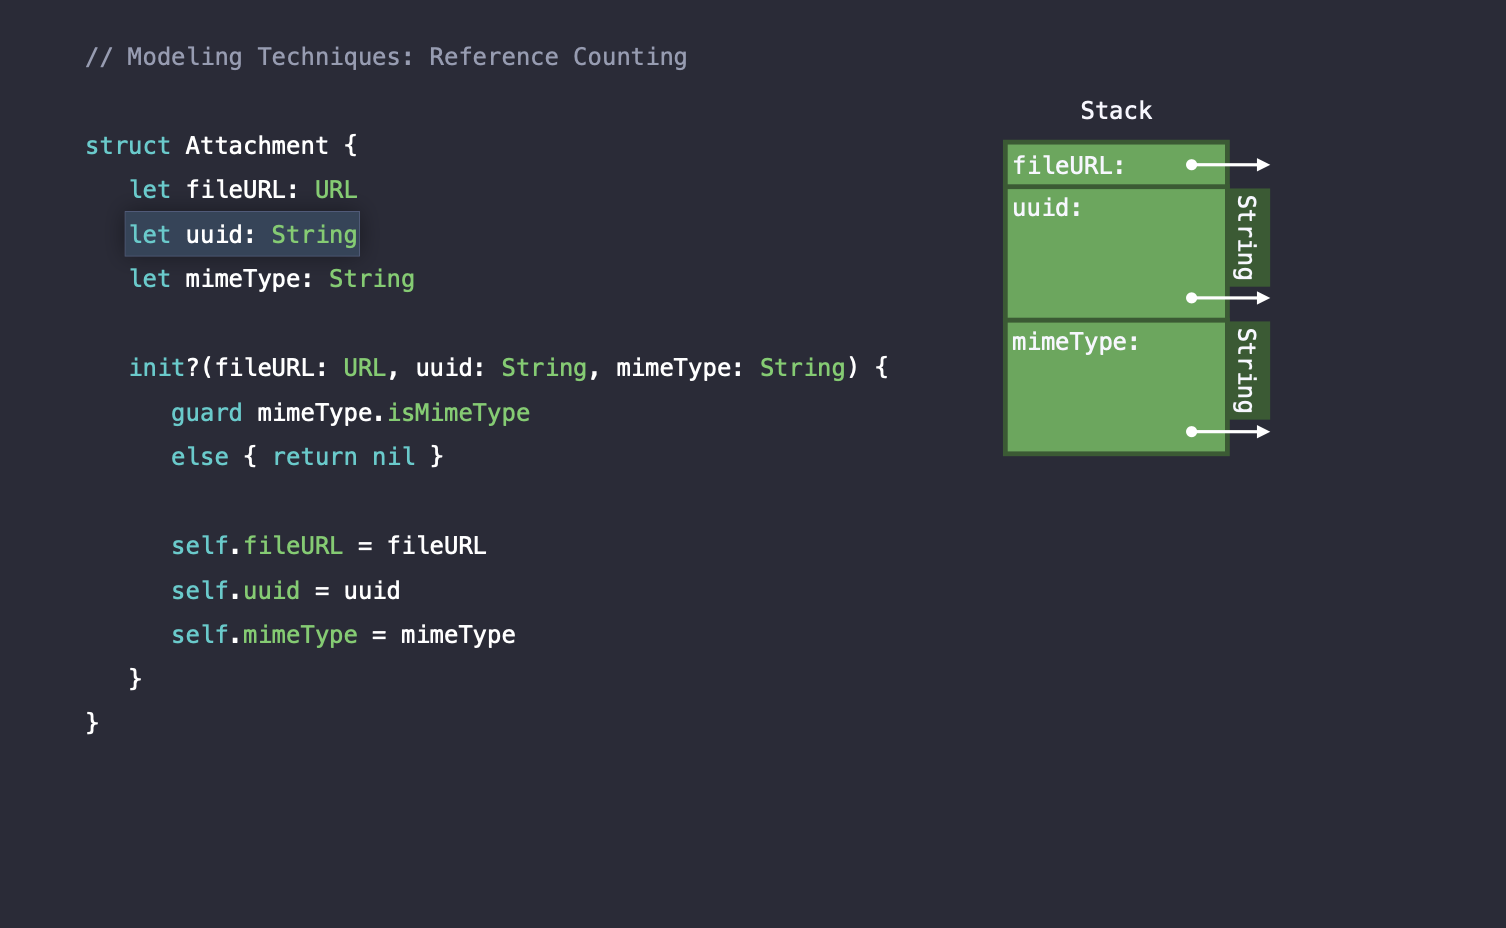 // Modeling Techniques: Reference Counting
struct Attachment {
let fileURL: URL
let uuid: String
let mimeType: String
init?(fileURL: URL, uuid: String, mimeType: String) {
guard mimeType.isMimeType
else { return nil }
self.fileURL = fileURL
self.uuid = uuid
self.mimeType = mimeType
}
}
Stack
fileURL:
uuid:
String
mimeType:
String